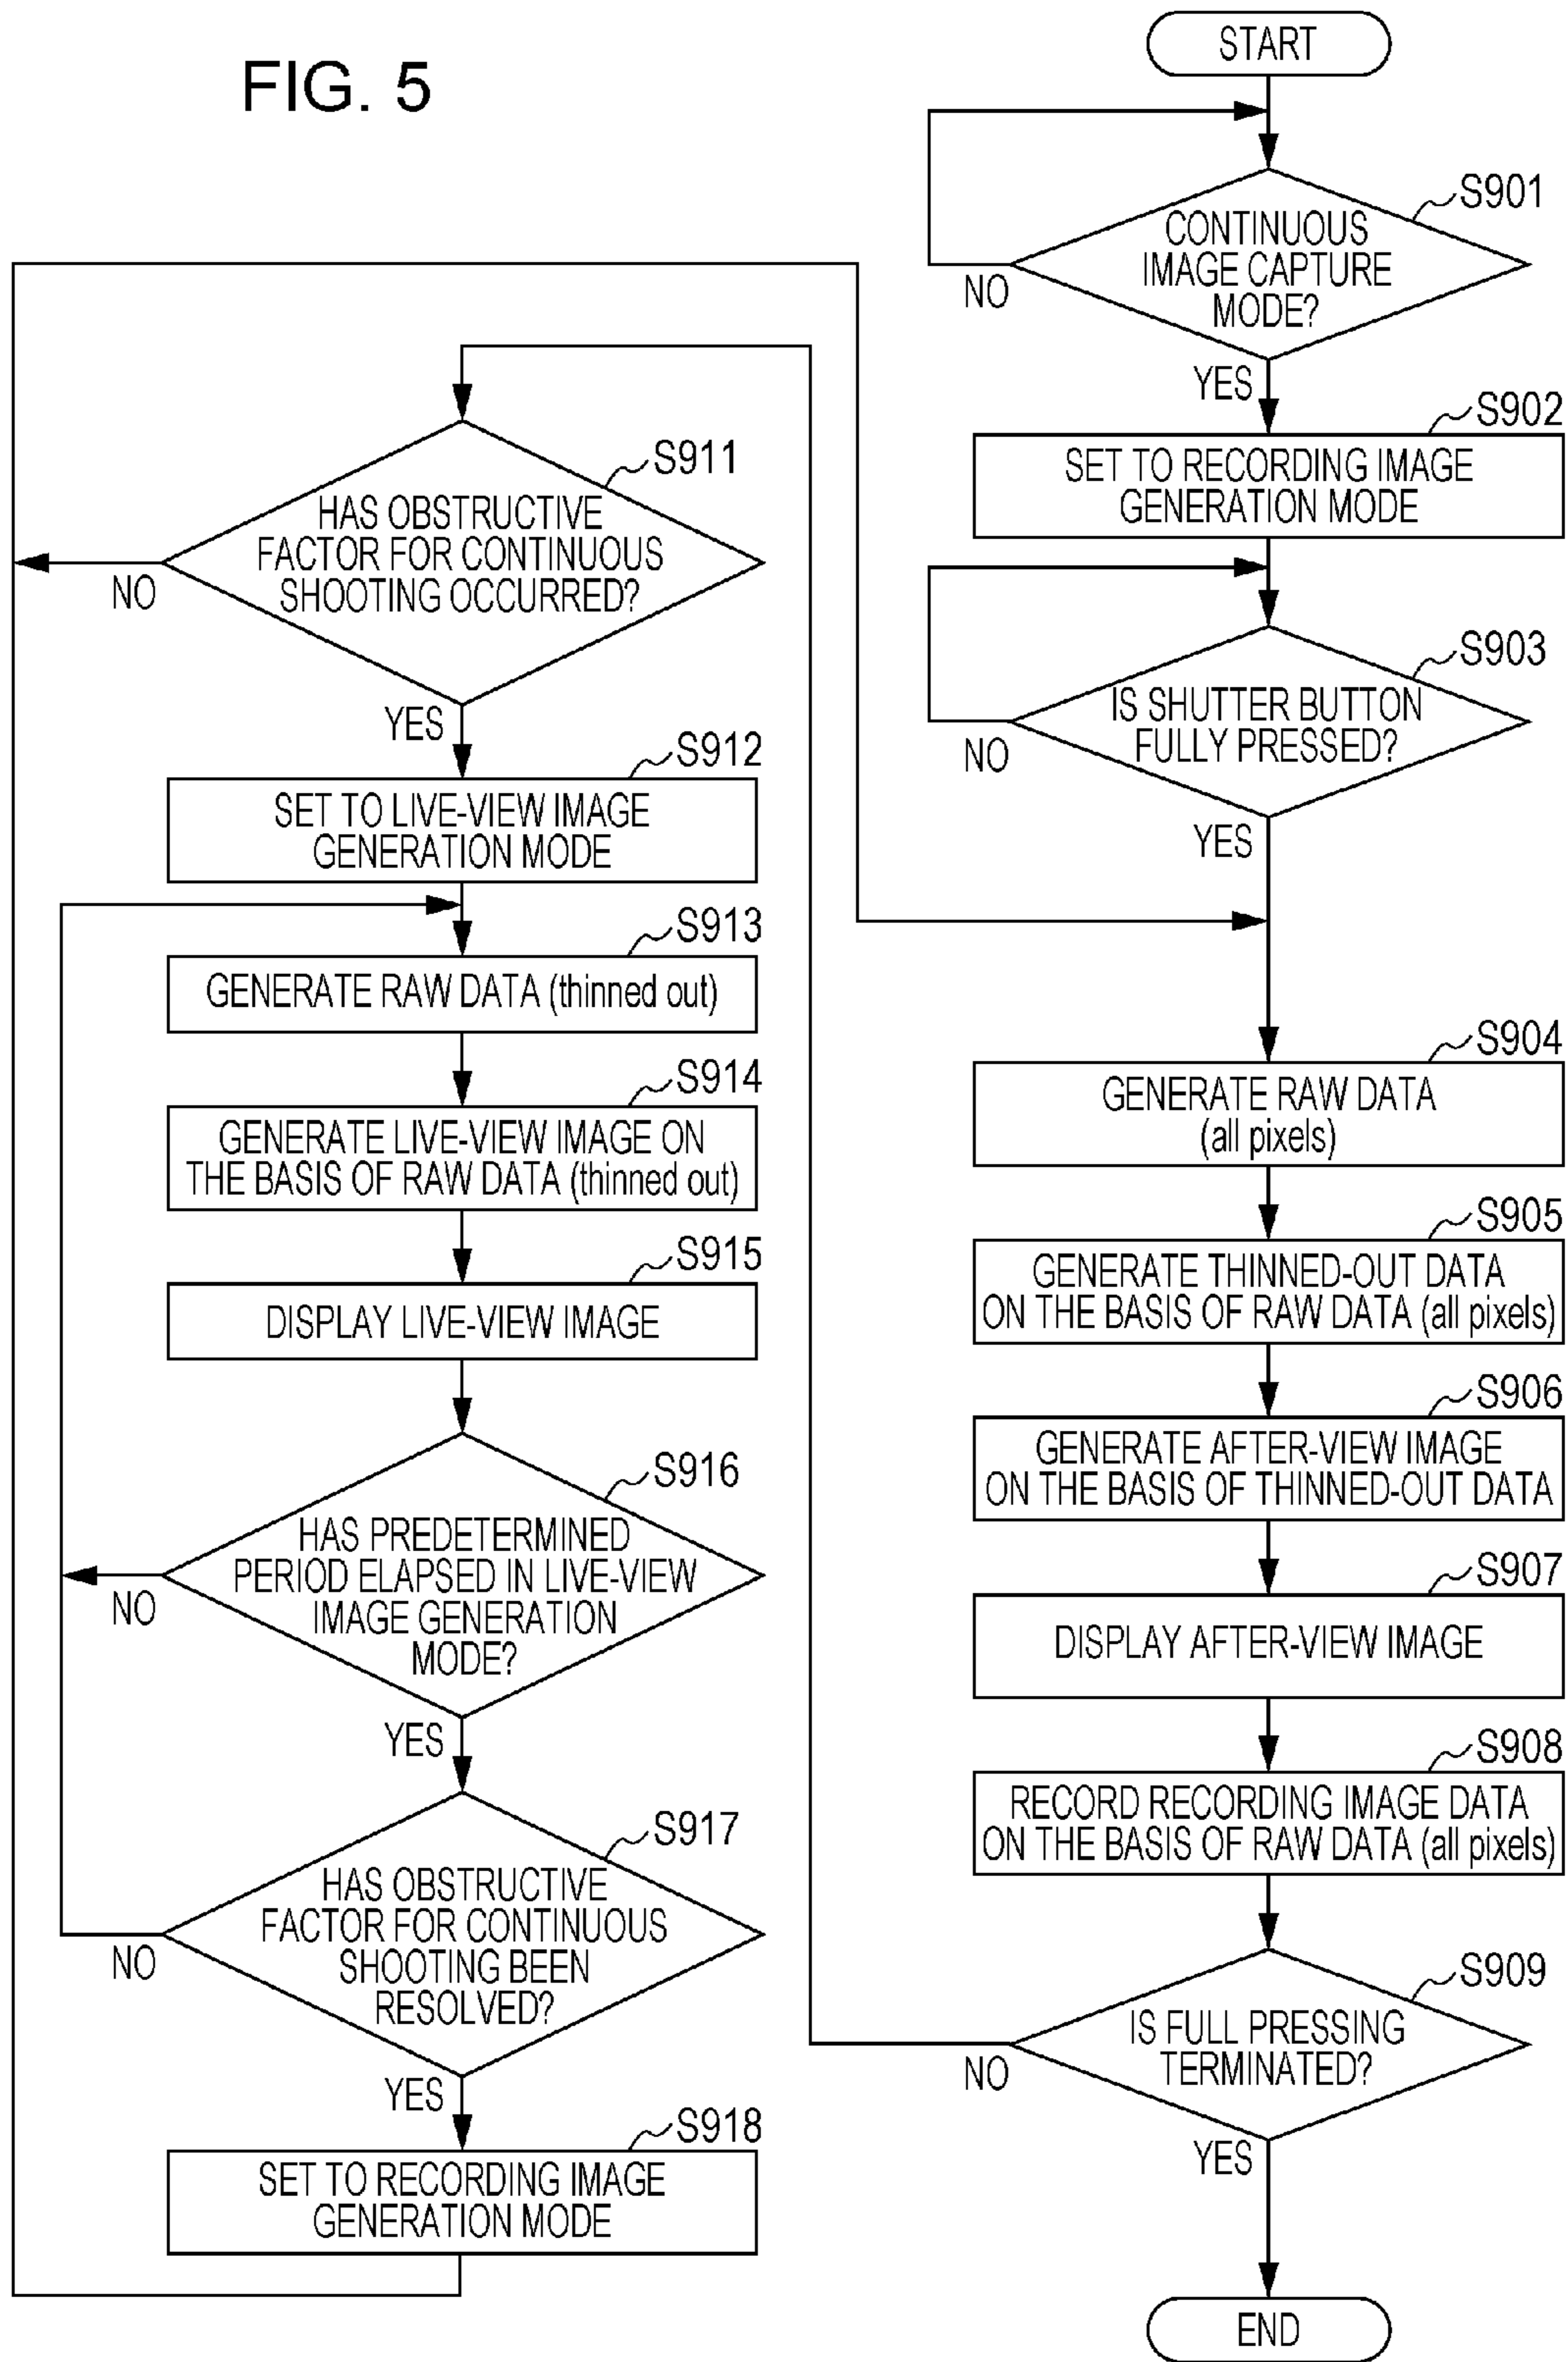 FIG. 5
START
S901
CONTINUOUS
IMAGE CAPTURE
MODE?
NO
YES
S902
SET TO RECORDING IMAGE
GENERATION MODE
S903
IS SHUTTER BUTTON
FULLY PRESSED?
NO
YES
S904
GENERATE RAW DATA
(all pixels)
S905
GENERATE THINNED-OUT DATA
ON THE BASIS OF RAW DATA (all pixels)
S906
GENERATE AFTER-VIEW IMAGE
ON THE BASIS OF THINNED-OUT DATA
S907
DISPLAY AFTER-VIEW IMAGE
S908
RECORD RECORDING IMAGE DATA
ON THE BASIS OF RAW DATA (all pixels)
S909
IS FULL PRESSING
TERMINATED?
NO
YES
END
S911
HAS OBSTRUCTIVE
FACTOR FOR CONTINUOUS
SHOOTING OCCURRED?
NO
YES
S912
SET TO LIVE-VIEW IMAGE
GENERATION MODE
S913
GENERATE RAW DATA (thinned out)
S914
GENERATE LIVE-VIEW IMAGE ON
THE BASIS OF RAW DATA (thinned out)
S915
DISPLAY LIVE-VIEW IMAGE
S916
HAS PREDETERMINED
PERIOD ELAPSED IN LIVE-VIEW
IMAGE GENERATION
MODE?
NO
YES
S917
HAS OBSTRUCTIVE
FACTOR FOR CONTINUOUS
SHOOTING BEEN
RESOLVED?
NO
YES
S918
SET TO RECORDING IMAGE
GENERATION MODE